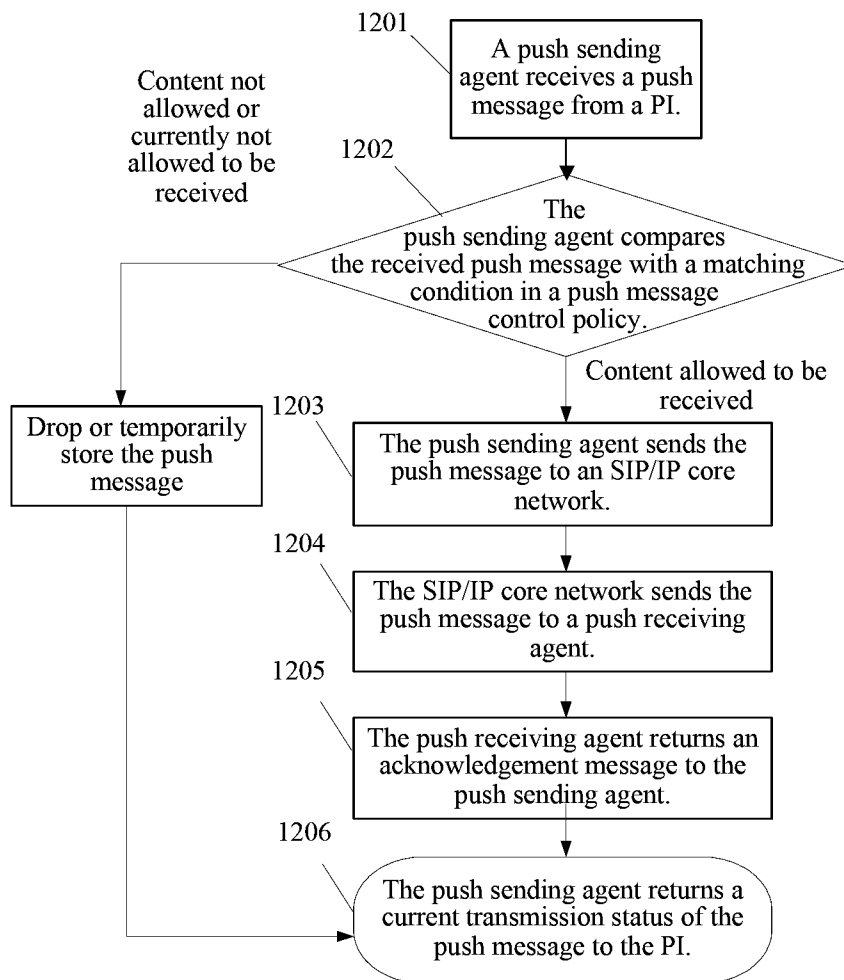 1201
A push sending
agent receives a push
message from a PI.
Content not
allowed or
currently not
allowed to be
received
1202
The
push sending agent compares
the received push message with a matching
condition in a push message
control policy.
Content allowed to be
received
1203
Drop or temporarily
store the push
message
The push sending agent sends the
push message to an SIP/IP core
network.
1204
The SIP/IP core network sends the
push message to a push receiving
agent.
1205
The push receiving agent returns an
acknowledgement message to the
push sending agent.
1206
The push sending agent returns a
current transmission status of the
push message to the PI.